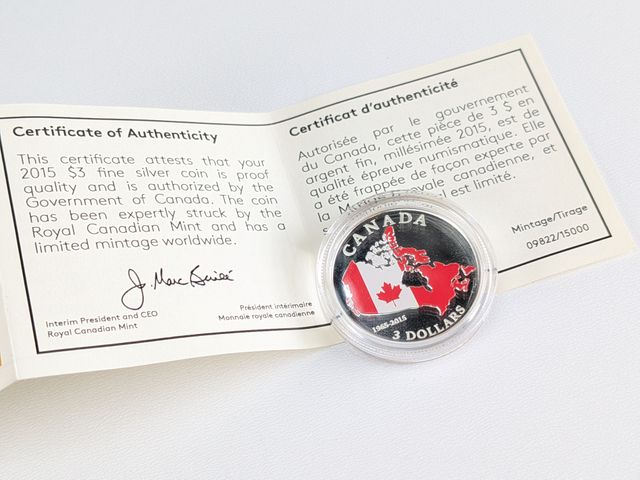 Certificate of Authenticity
This certificate attests that your
2015 $3 fine silver coin is proof
quality and is authorized by the
Government of Canada. The coin
has been expertly struck by the
Royal Canadian Mint and has a
limited mintage worldwide.
Interim President and CEO
Royal Canadian Mint
Président intérimaire
Monnaie royale canadienne
Certificat d'authenticité
Autorisée par le gouvernement
du Canada, cette pièce de 3 $ en
argent fin, millésimée 2015, est de
qualité épreuve numismatique. Elle
a été frappée de façon experte par
la royale canadienne, et
est limité.
Mintage/Tirage
09822/15000
CANADA
1965-2015
3 DOLLARS